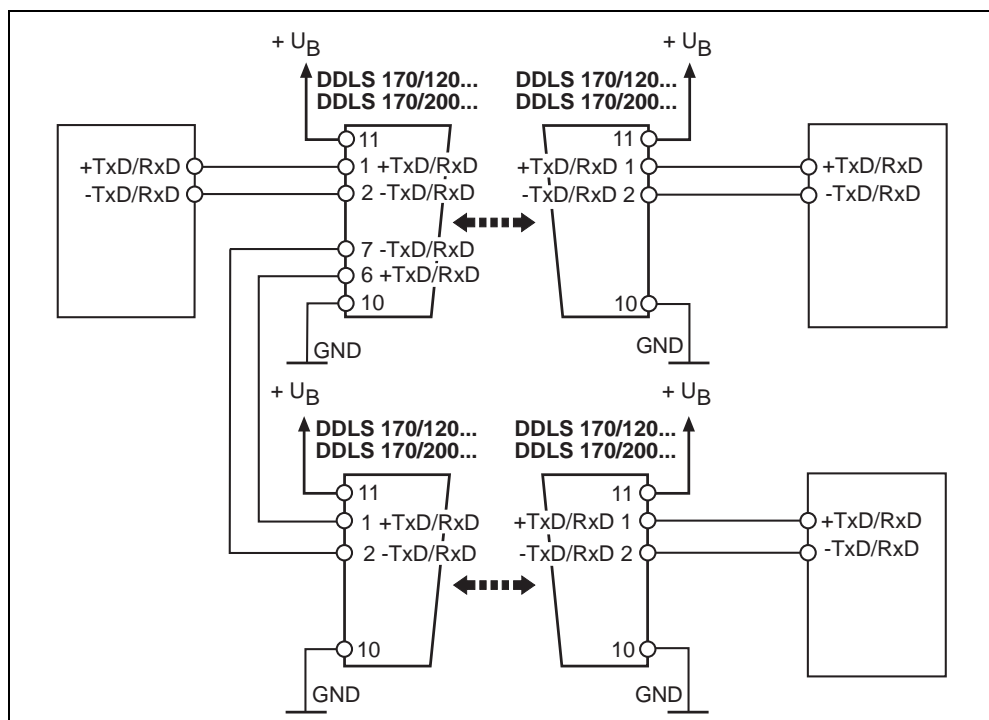 + UB
+ UB
DDLS 170/120...
DDLS 170/200...
DDLS 170/120...
DDLS 170/200...
11
11
+TxD/RxD
1 +TxD/RxD
+TxD/RxD 1
+TxD/RxD
-TxD/RxD
2 -TxD/RxD
-TxD/RxD 2
-TxD/RxD
7 -TxD/RxD
6 +TxD/RxD
10
10
GND
GND
+ UB
+ UB
DDLS 170/120...
DDLS 170/200...
DDLS 170/120...
DDLS 170/200...
11
11
1 +TxD/RxD
+TxD/RxD 1
+TxD/RxD
2 -TxD/RxD
-TxD/RxD 2
-TxD/RxD
10
10
GND
GND